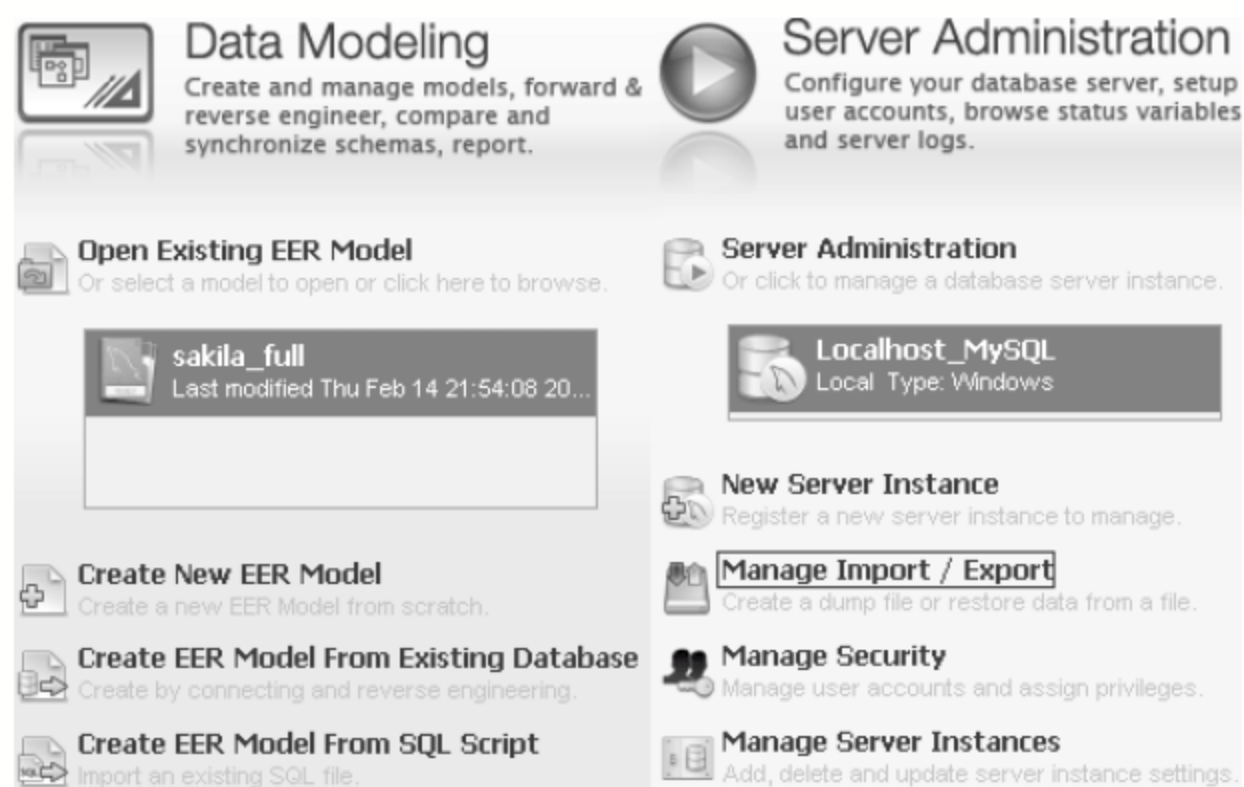 Data Modeling
Create and manage models, forward &
reverse engineer, compare and
synchronize schemas, report.
Open Existing EER Model
Or select a model to open or click here to browse.
sakila_full
Last modified Thu Feb 14 21:54:08 20...
Create New EER Model
Create a new EER Model from scratch.
Create EER Model From Existing Database
Create by connecting and reverse engineering.
Create EER Model From SQL Script
Import an existing SQL file.
Server Administration
Configure your database server, setup
user accounts, browse status variables
and server logs.
Server Administration
Or click to manage a database server instance.
Localhost_MySQL
Local Type: Windows
New Server Instance
Register a new server instance to manage.
Manage Import / Export
Create a dump file or restore data from a file.
Manage Security
Manage user accounts and assign privileges.
Manage Server Instances
Add, delete and update server instance settings.